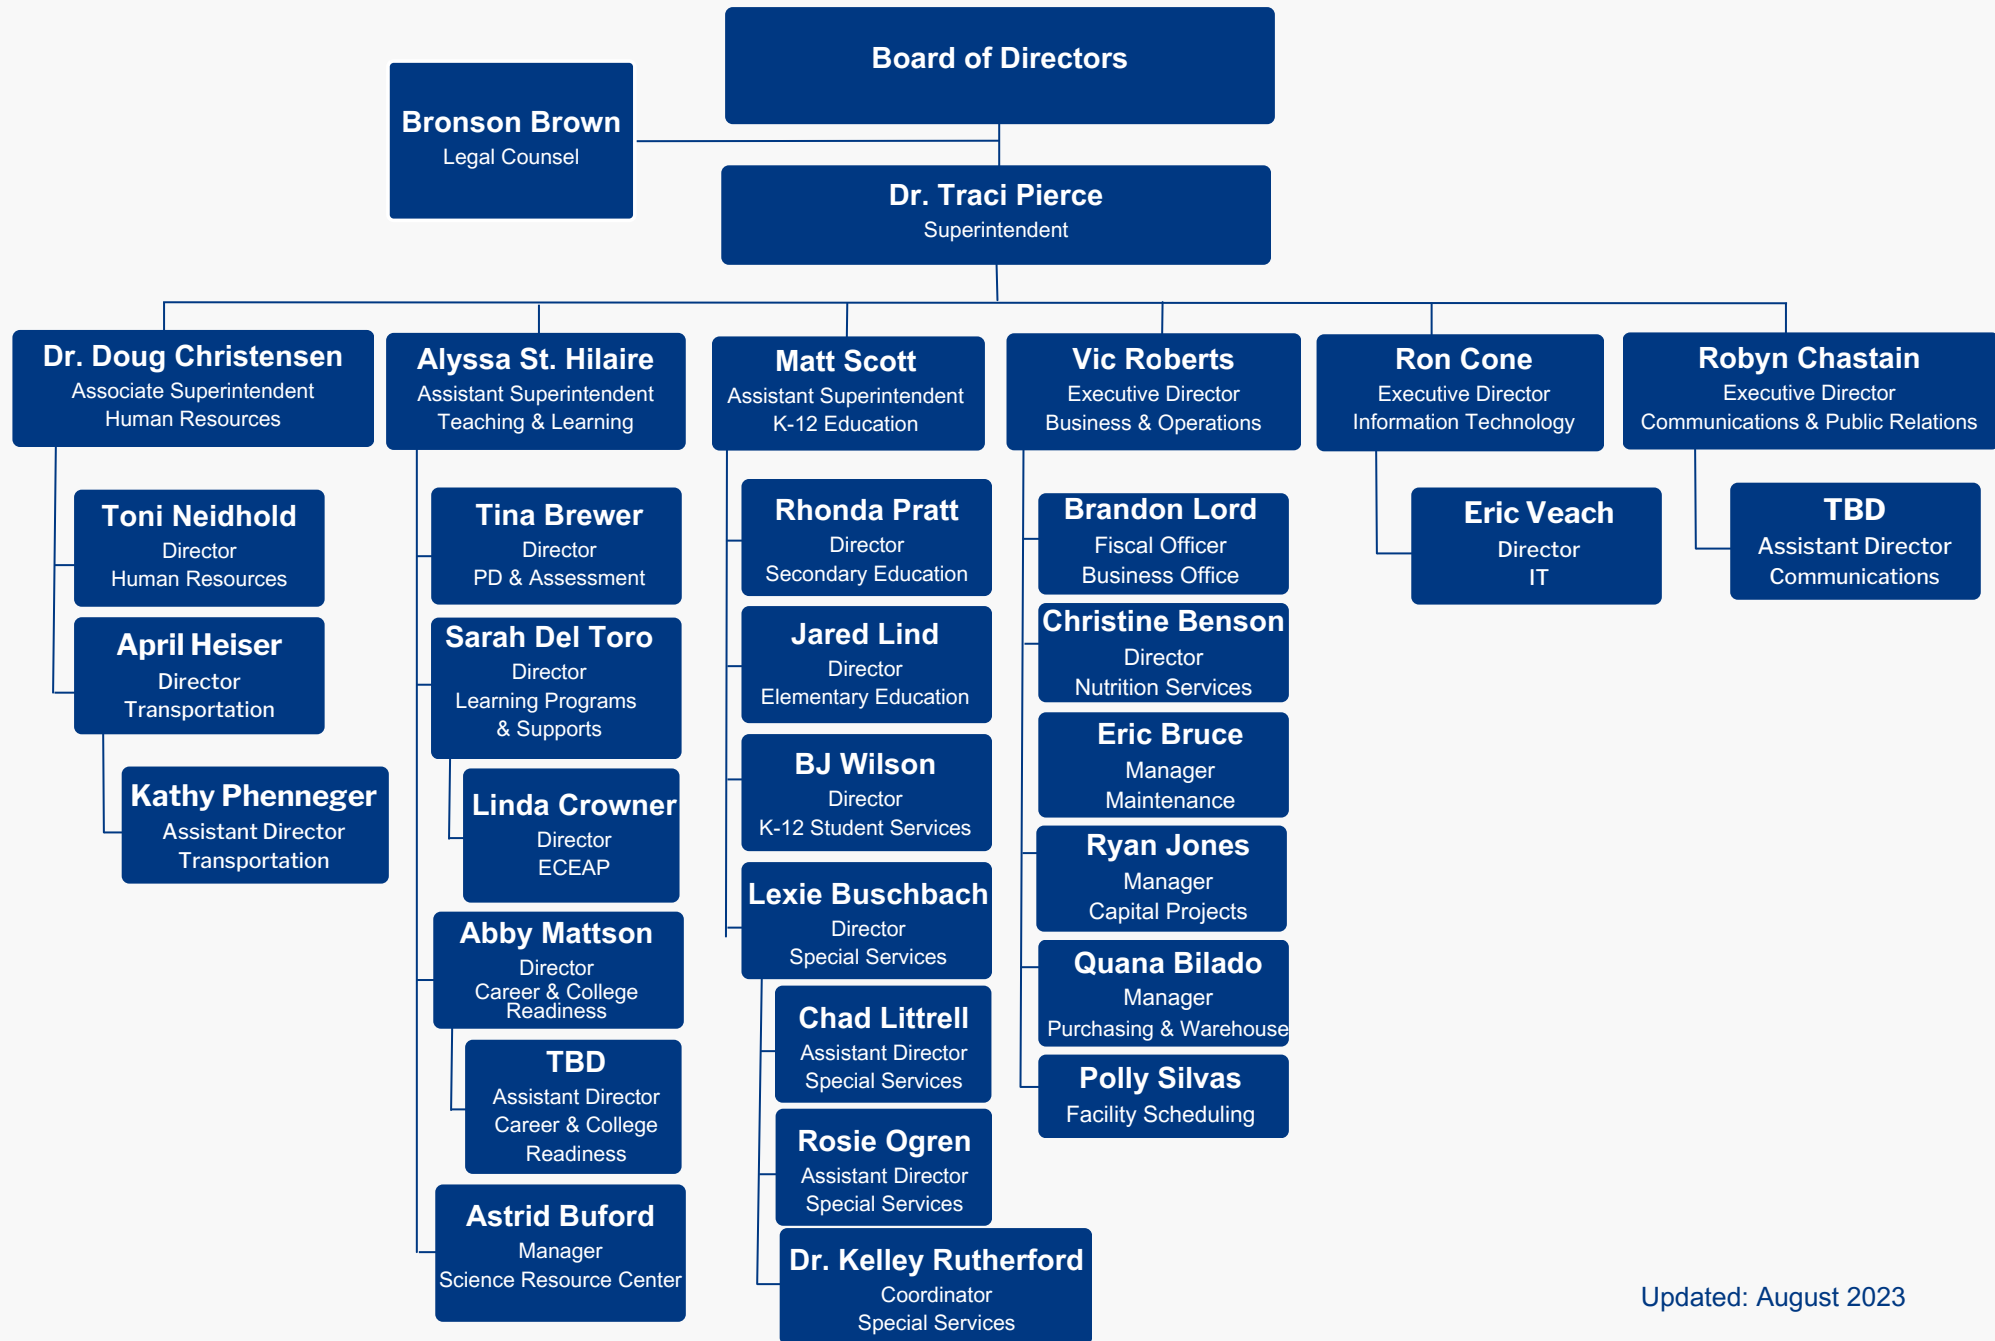 Board of Directors
Bronson Brown
Legal Counsel
Dr. Traci Pierce
Superintendent
Dr. Doug Christensen
Associate Superintendent
Human Resources
Toni Neidhold
Director
Human Resources
April Heiser
Director
Transportation
Kathy Phenneger
Assistant Director
Transportation
Alyssa St. Hilaire
Assistant Superintendent
Teaching & Learning
Tina Brewer
Director
PD & Assessment
Sarah Del Toro
Director
Learning Programs
& Supports
Linda Crowner
Director
ECEAP
Abby Mattson
Director
Career & College
Readiness
TBD
Assistant Director
Career & College
Readiness
Astrid Buford
Manager
Science Resource Center
Matt Scott
Assistant Superintendent
K-12 Education
Rhonda Pratt
Director
Secondary Education
Jared Lind
Director
Elementary Education
BJ Wilson
Director
K-12 Student Services
Lexie Buschbach
Director
Special Services
Chad Littrell
Assistant Director
Special Services
Rosie Ogren
Assistant Director
Special Services
Dr. Kelley Rutherford
Coordinator
Special Services
Vic Roberts
Executive Director
Business & Operations
Brandon Lord
Fiscal Officer
Business Office
Christine Benson
Director
Nutrition Services
Eric Bruce
Manager
Maintenance
Ryan Jones
Manager
Capital Projects
Quana Bilado
Manager
Purchasing & Warehouse
Polly Silvas
Facility Scheduling
Ron Cone
Executive Director
Information Technology
Eric Veach
Director
IT
Robyn Chastain
Executive Director
Communications & Public Relations
TBD
Assistant Director
Communications
Updated: August 2023